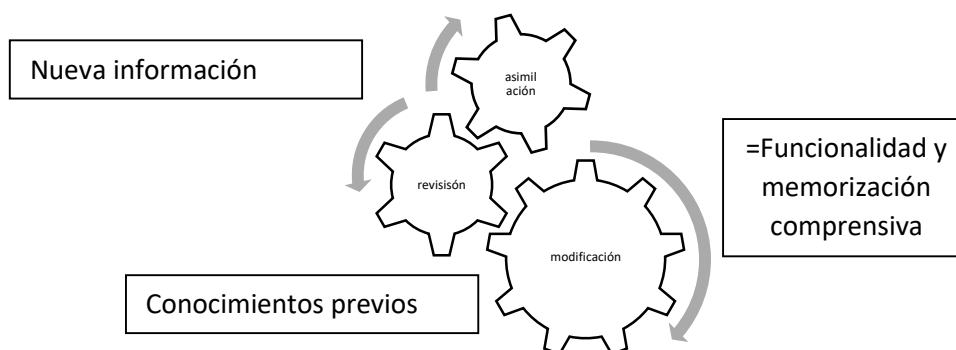 Nueva información
asimil
ación
revisisón
=Funcionalidad y
memorización
comprensiva
modificación
Conocimientos previos